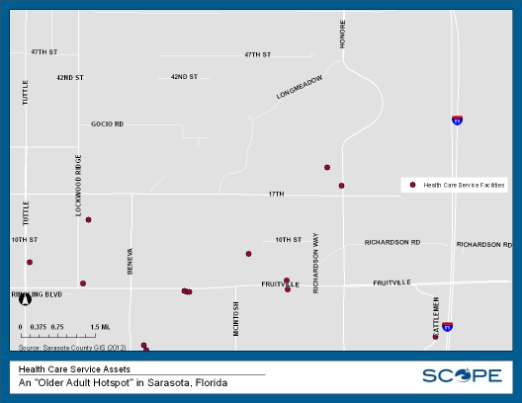 HONORE
47TH ST
47TH ST
42ND ST
42ND ST
TUTTLE
LONGMEADOW
GOCIO RD
75
LOCKWOOD RIDGE
Health Care Service Facilities
17TH
TUTTLE
10TH ST
10TH ST
RICHARDSON WAY
RICHARDSON RD
RICHARDSON RD
BENEVA
FRUITVILLE
FRUITVILLE
RINGLING BLVD
MCINTOSH
CATTLEMEN
75
0 0.375 0.75 1.5 Mi.
Source: Sarasota County GIS (2012)
Health Care Service Assets
An "Older Adult Hotspot" in Sarasota, Florida
SCOPE